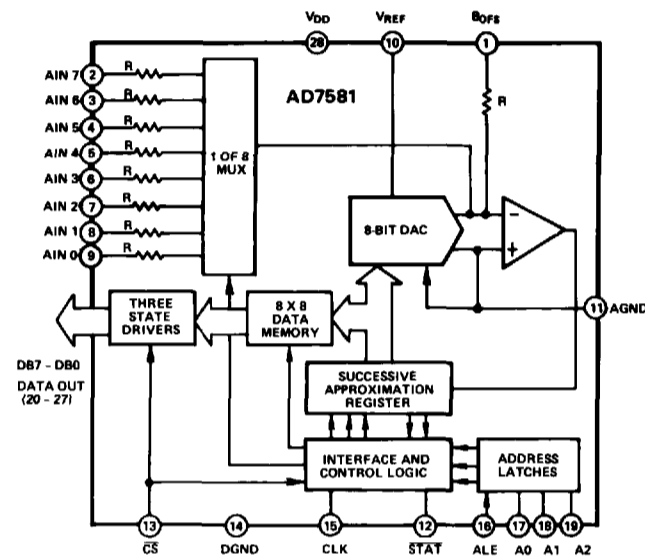 VDD VREF BOFS
28 10 1
AIN 7 2 R
AIN 6 3 R
AIN 5 4 R
AIN 4 5 R
AIN 3 6 R
AIN 2 7 R
AIN 1 8 R
AIN 0 9 R
1 OF 8
MUX
AD7581
R
8-BIT DAC
–
+
11 AGND
THREE
STATE
DRIVERS
8 X 8
DATA
MEMORY
DB7 – DB0
DATA OUT
(20 – 27)
SUCCESSIVE
APPROXIMATION
REGISTER
INTERFACE AND
CONTROL LOGIC
ADDRESS
LATCHES
13 14 15 12 16 17 18 19
C̅S̅ DGND CLK S̅T̅A̅T̅ ALE A0 A1 A2